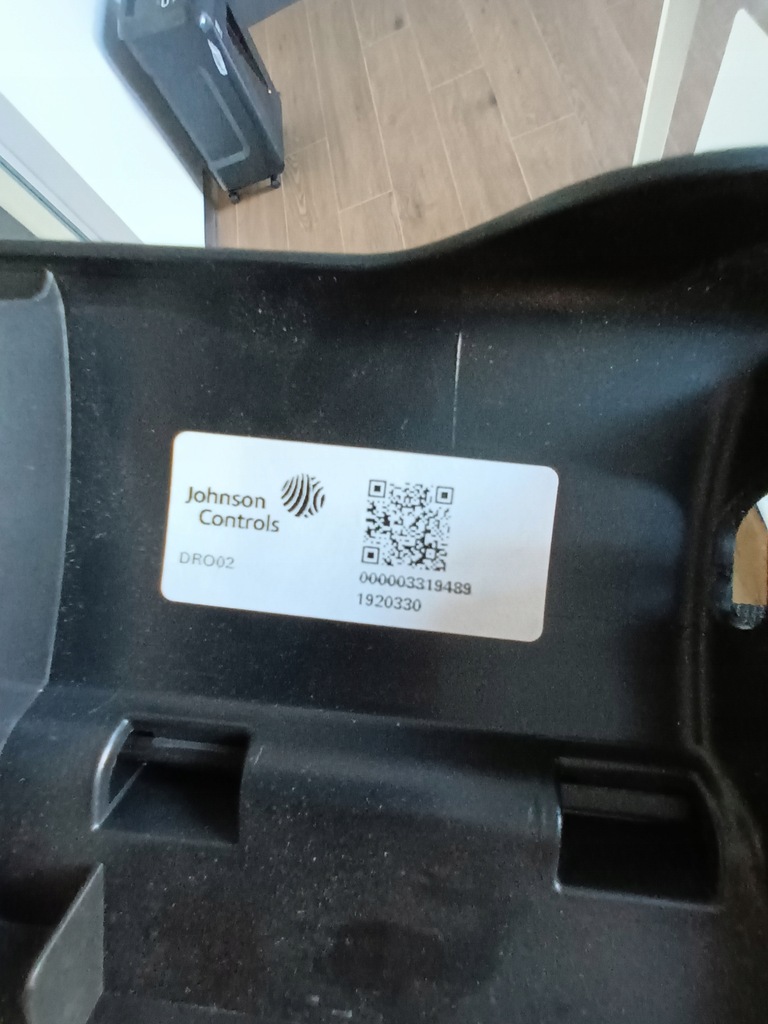 Johnson
Controls
DRO02
000003319489
1920330